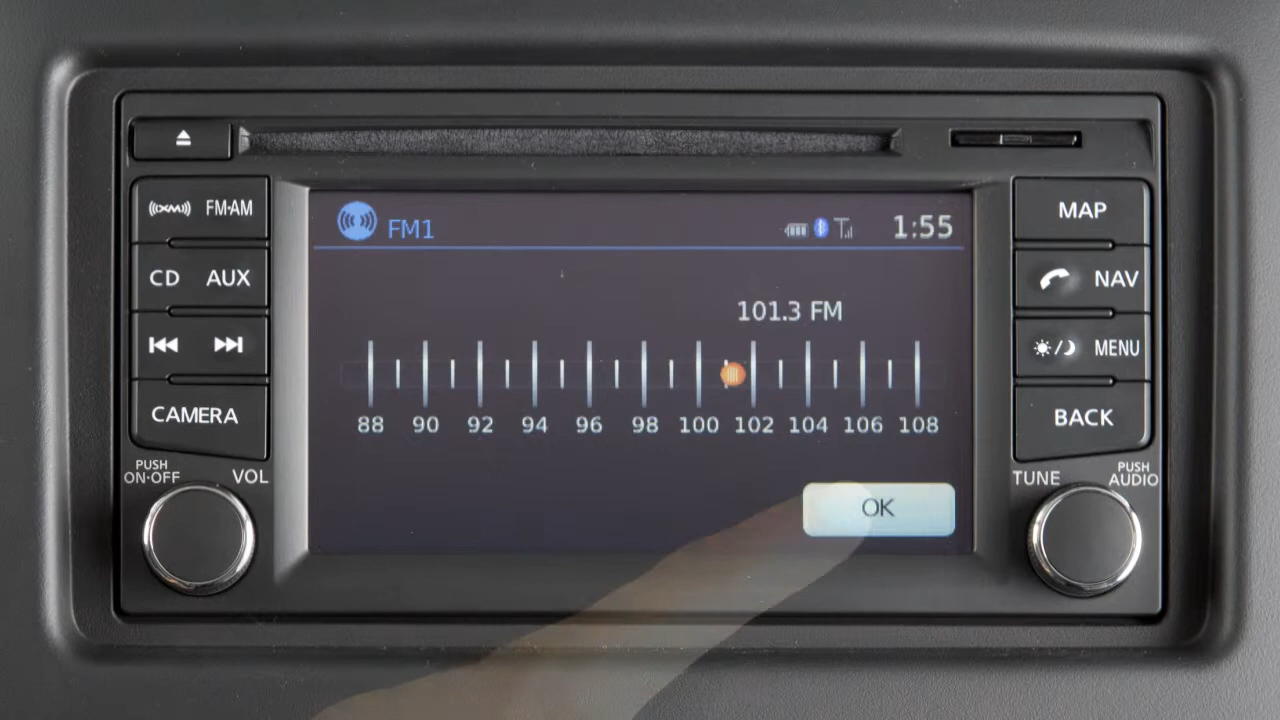 XM FM·AM
CD AUX
CAMERA
PUSH
ON·OFF
VOL
FM1
1:55
101.3 FM
88 90 92 94 96 98 100 102 104 106 108
OK
MAP
NAV
MENU
BACK
TUNE
PUSH
AUDIO